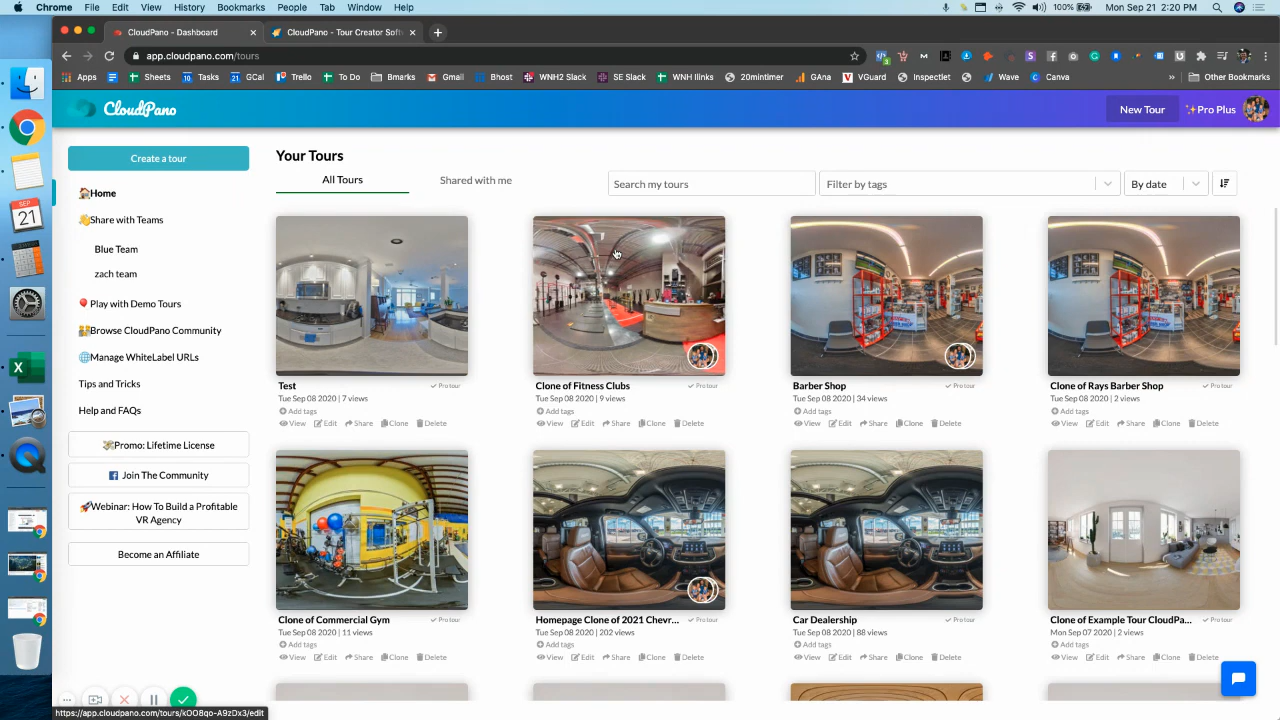 Chrome File Edit View History Bookmarks People Tab Window Help
100% Mon Sep 21 2:20 PM
CloudPano - Dashboard
CloudPano - Tour Creator Soft
app.cloudpano.com/tours
Apps Sheets Tasks GCal Trello To Do Bmarks Gmail Bhost WNH2 Slack SE Slack WNH llinks 20mintimer GAna VGuard Inspectlet Wave Canva Other Bookmarks
CloudPano
New Tour
✨Pro Plus
Create a tour
Home
Share with Teams
Blue Team
zach team
Play with Demo Tours
Browse CloudPano Community
Manage WhiteLabel URLs
Tips and Tricks
Help and FAQs
Promo: Lifetime License
Join The Community
Webinar: How To Build a Profitable
VR Agency
Become an Affiliate
Your Tours
All Tours
Shared with me
Search my tours
Filter by tags
By date
Test Pro tour
Tue Sep 08 2020 | 7 views
Add tags
View Edit Share Clone Delete
Clone of Fitness Clubs Pro tour
Tue Sep 08 2020 | 9 views
Add tags
View Edit Share Clone Delete
Barber Shop Pro tour
Tue Sep 08 2020 | 34 views
Add tags
View Edit Share Clone Delete
Clone of Rays Barber Shop Pro tour
Tue Sep 08 2020 | 2 views
Add tags
View Edit Share Clone Delete
Clone of Commercial Gym Pro tour
Tue Sep 08 2020 | 11 views
Add tags
View Edit Share Clone Delete
Homepage Clone of 2021 Chevr... Pro tour
Tue Sep 08 2020 | 202 views
Add tags
View Edit Share Clone Delete
Car Dealership Pro tour
Tue Sep 08 2020 | 88 views
Add tags
View Edit Share Clone Delete
Clone of Example Tour CloudPa... Pro tour
Mon Sep 07 2020 | 2 views
Add tags
View Edit Share Clone Delete
SEP
21
https://app.cloudpano.com/tours/kOO8qo-A9zDx3/edit